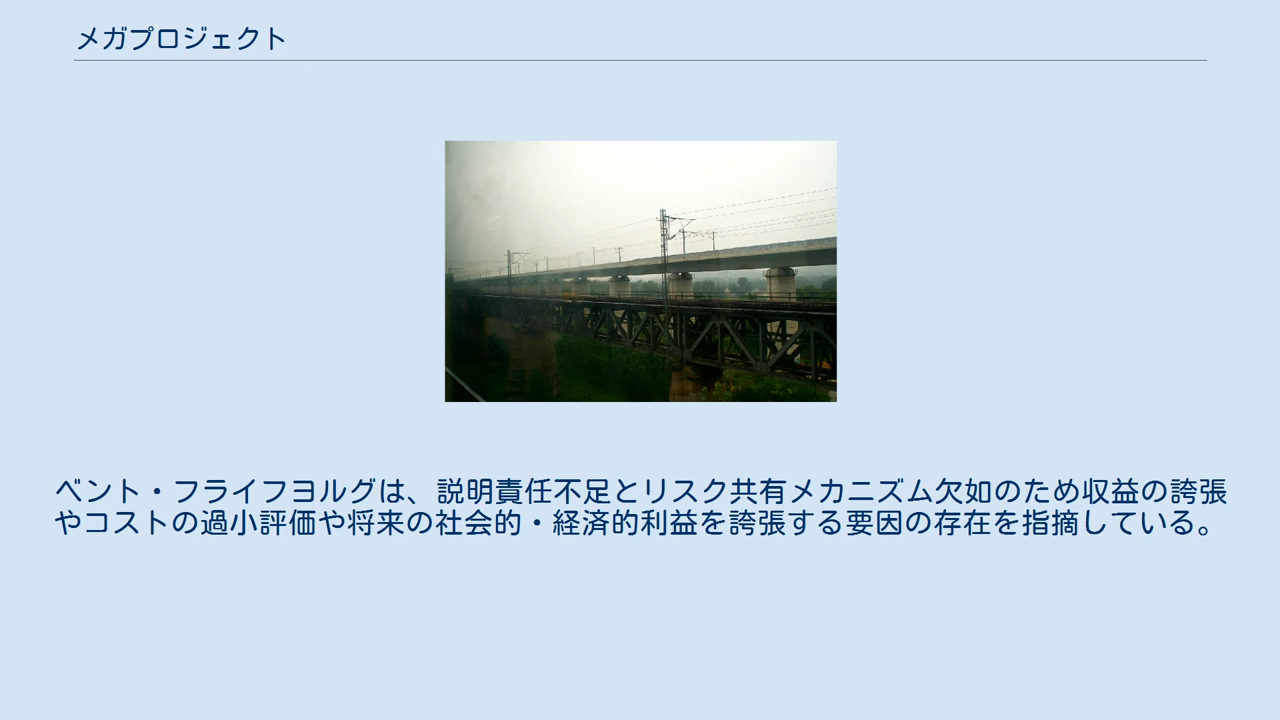 メガプロジェクト
ベント・フライフヨルグは、説明責任不足とリスク共有メカニズム欠如のため収益の誇張
やコストの過小評価や将来の社会的・経済的利益を誇張する要因の存在を指摘している。